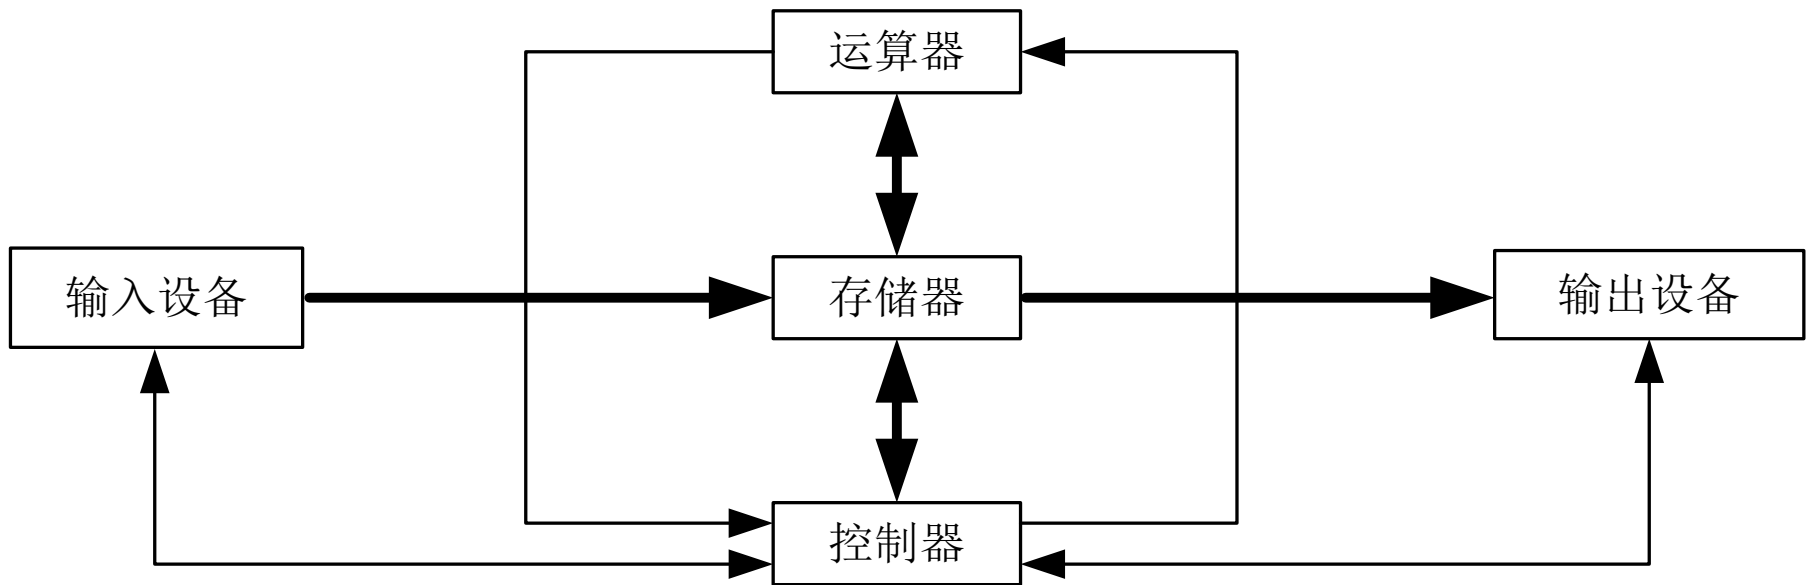 运算器
输入设备
存储器
输出设备
控制器